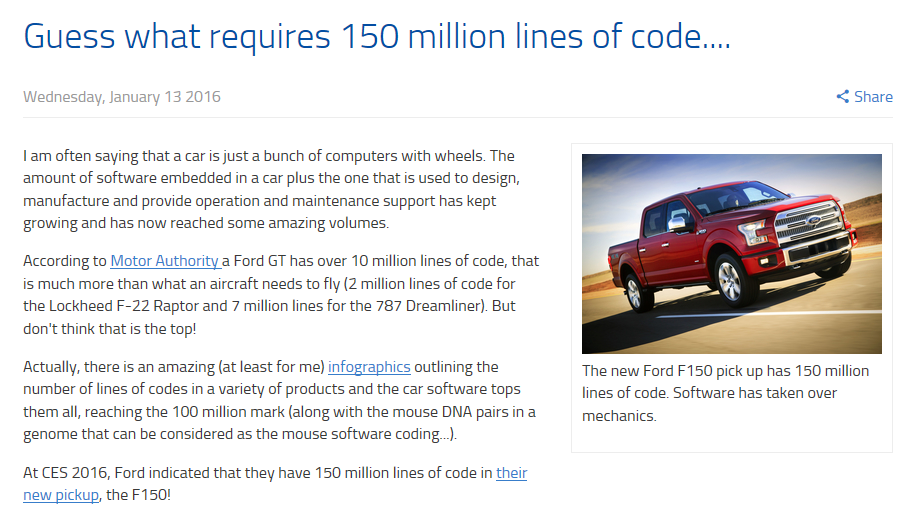 Guess what requires 150 million lines of code....
Wednesday, January 13 2016
Share
I am often saying that a car is just a bunch of computers with wheels. The
amount of software embedded in a car plus the one that is used to design,
manufacture and provide operation and maintenance support has kept
growing and has now reached some amazing volumes.
According to Motor Authority a Ford GT has over 10 million lines of code, that
is much more than what an aircraft needs to fly (2 million lines of code for
the Lockheed F-22 Raptor and 7 million lines for the 787 Dreamliner). But
don't think that is the top!
Actually, there is an amazing (at least for me) infographics outlining the
number of lines of codes in a variety of products and the car software tops
them all, reaching the 100 million mark (along with the mouse DNA pairs in a
genome that can be considered as the mouse software coding...).
At CES 2016, Ford indicated that they have 150 million lines of code in their
new pickup, the F150!
The new Ford F150 pick up has 150 million
lines of code. Software has taken over
mechanics.